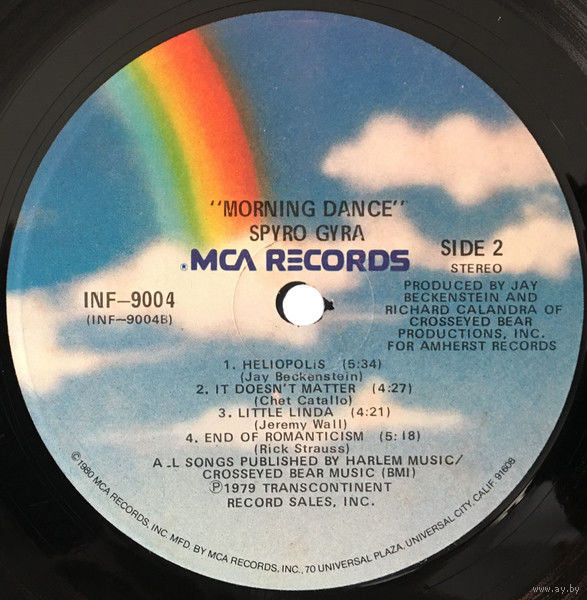 "MORNING DANCE"
SPYRO GYRA
®MCA RECORDS
SIDE 2
STEREO
INF-9004
(INF-9004B)
PRODUCED BY JAY
BECKENSTEIN AND
RICHARD CALANDRA OF
CROSSEYED BEAR
PRODUCTIONS, INC.
FOR AMHERST RECORDS
1. HELIOPOLIS (5:34)
(Jay Beckenstein)
2. IT DOESN'T MATTER (4:27)
(Chet Catallo)
3. LITTLE LINDA (4:21)
(Jeremy Wall)
4. END OF ROMANTICISM (5:18)
(Rick Strauss)
ALL SONGS PUBLISHED BY HARLEM MUSIC/
CROSSEYED BEAR MUSIC (BMI)
℗1979 TRANSCONTINENT
RECORD SALES, INC.
©1980 MCA RECORDS, INC. MFD. BY MCA RECORDS, INC., 70 UNIVERSAL PLAZA, UNIVERSAL CITY, CALIF. 91608
www.ay.by